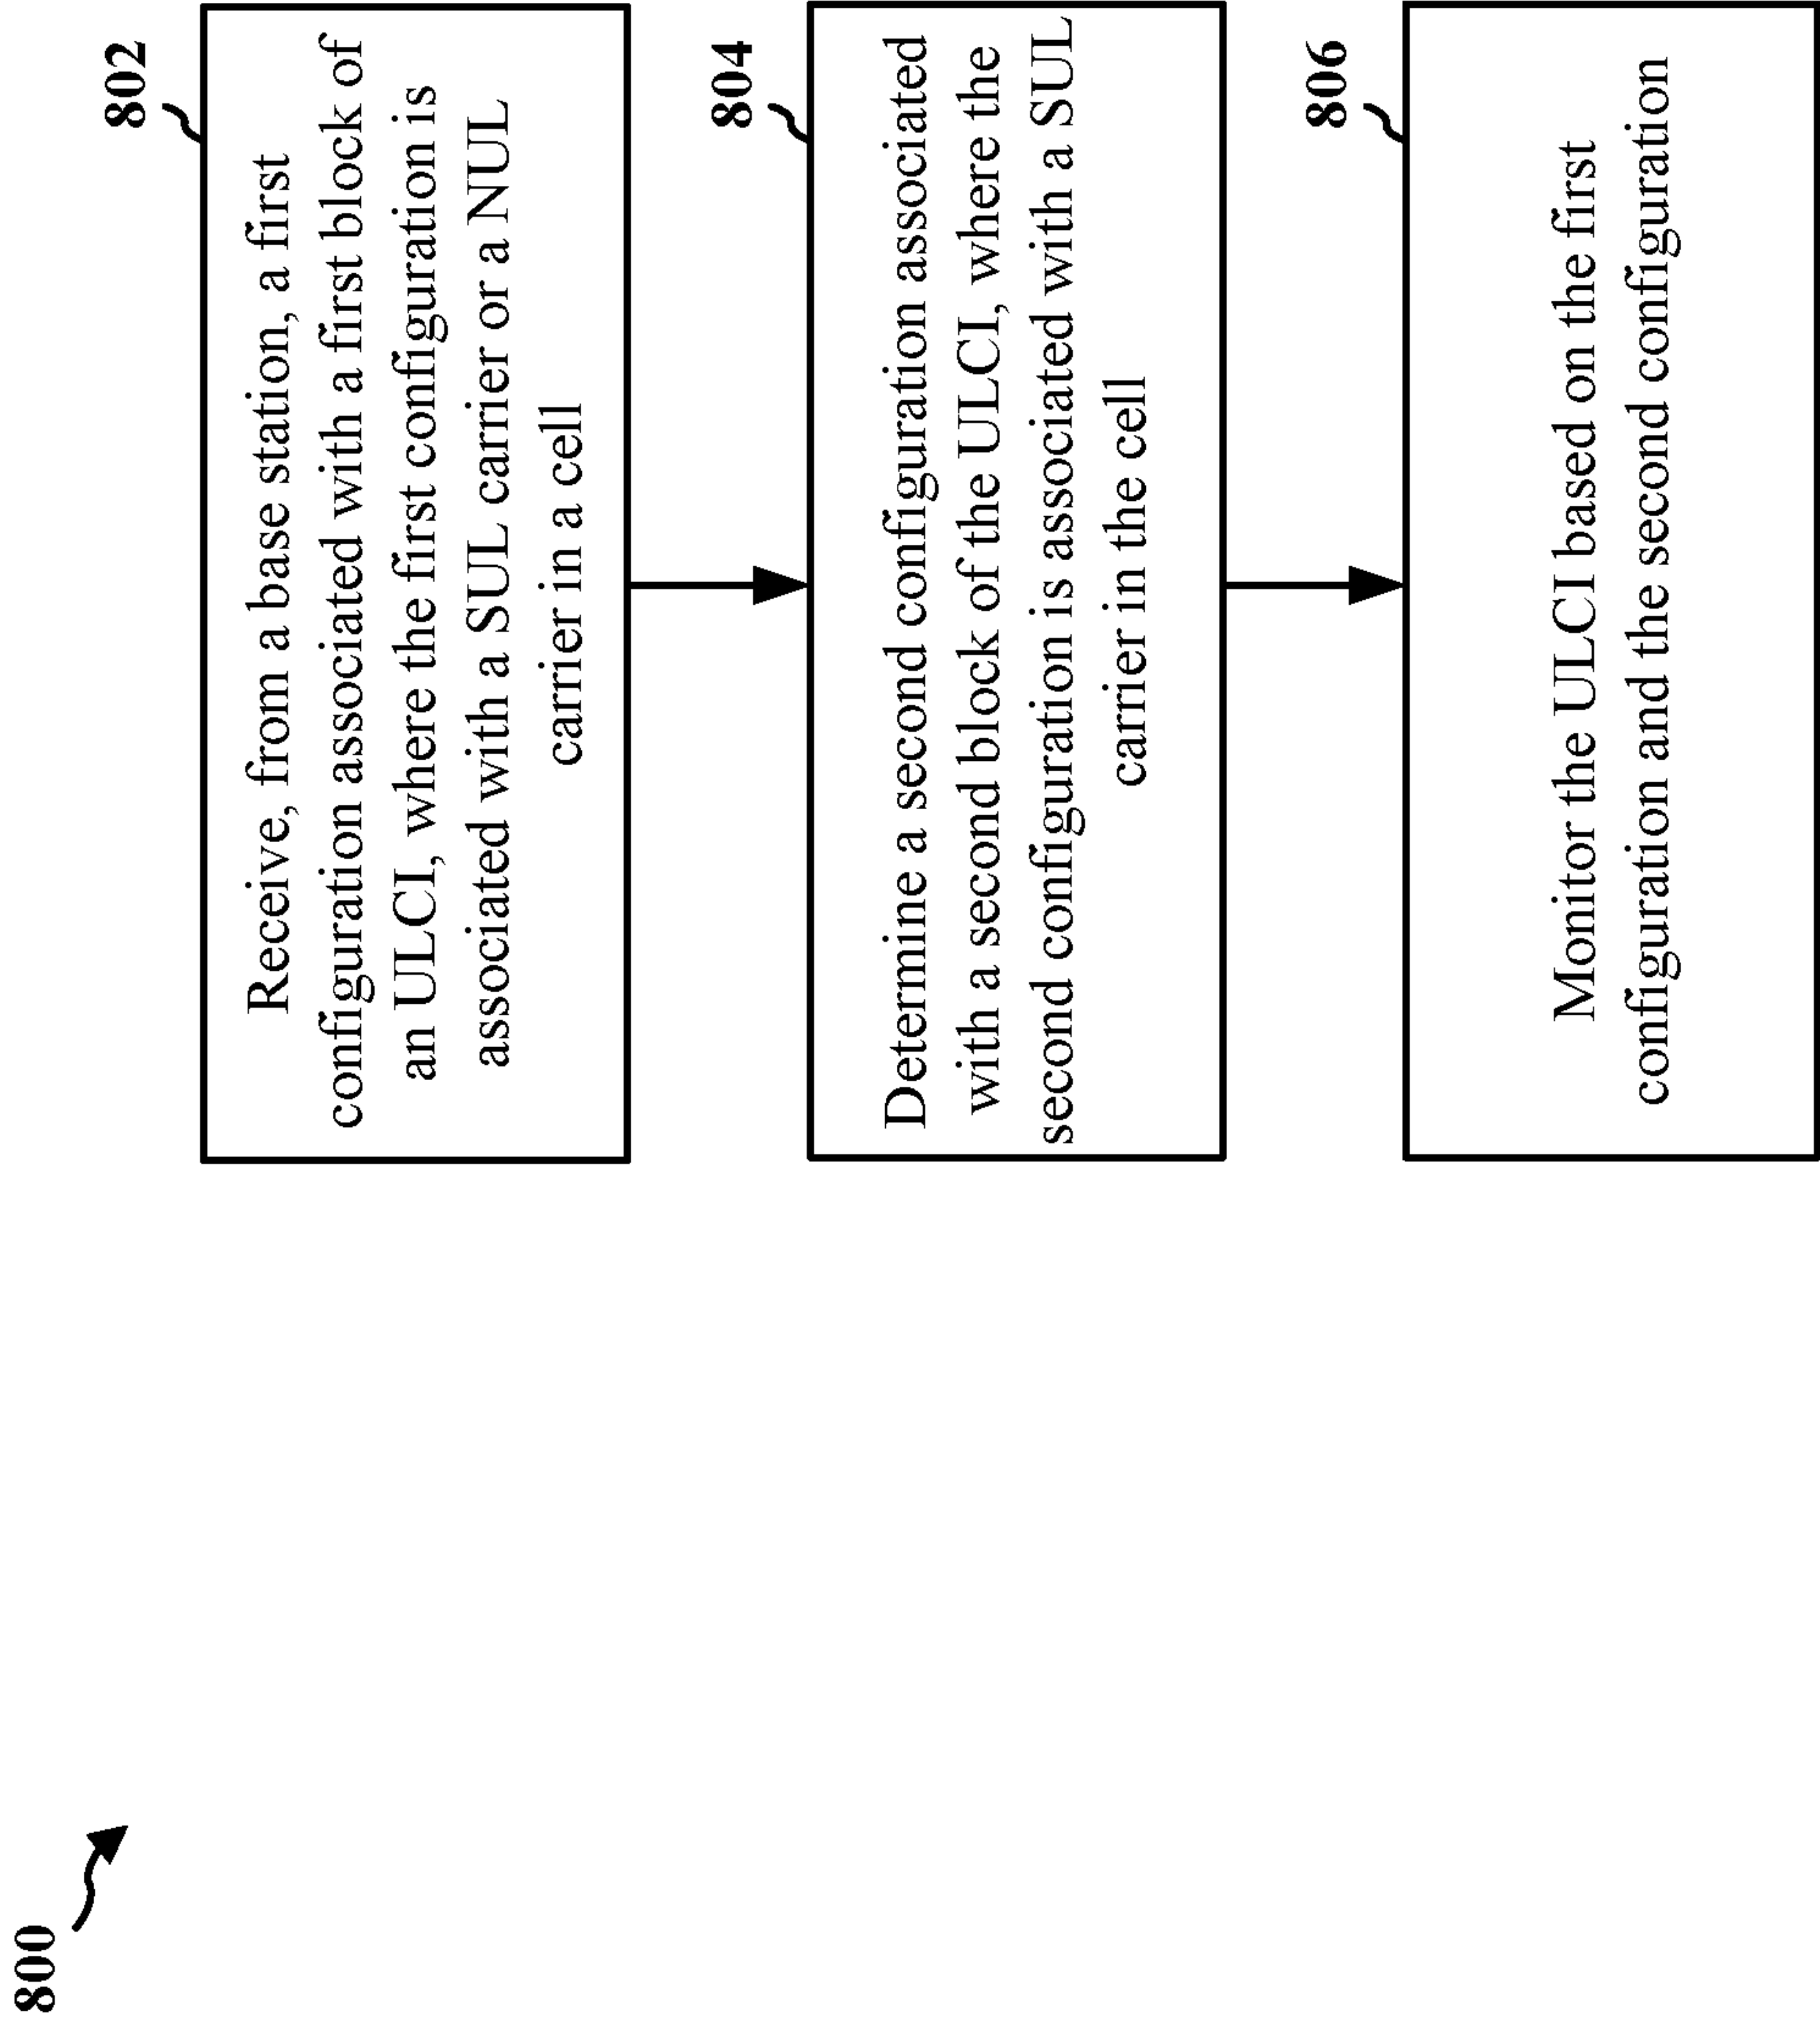 800
802
Receive, from a base station, a first
configuration associated with a first block of
an ULCI, where the first configuration is
associated with a SUL carrier or a NUL
carrier in a cell
804
Determine a second configuration associated
with a second block of the ULCI, where the
second configuration is associated with a SUL
carrier in the cell
806
Monitor the ULCI based on the first
configuration and the second configuration